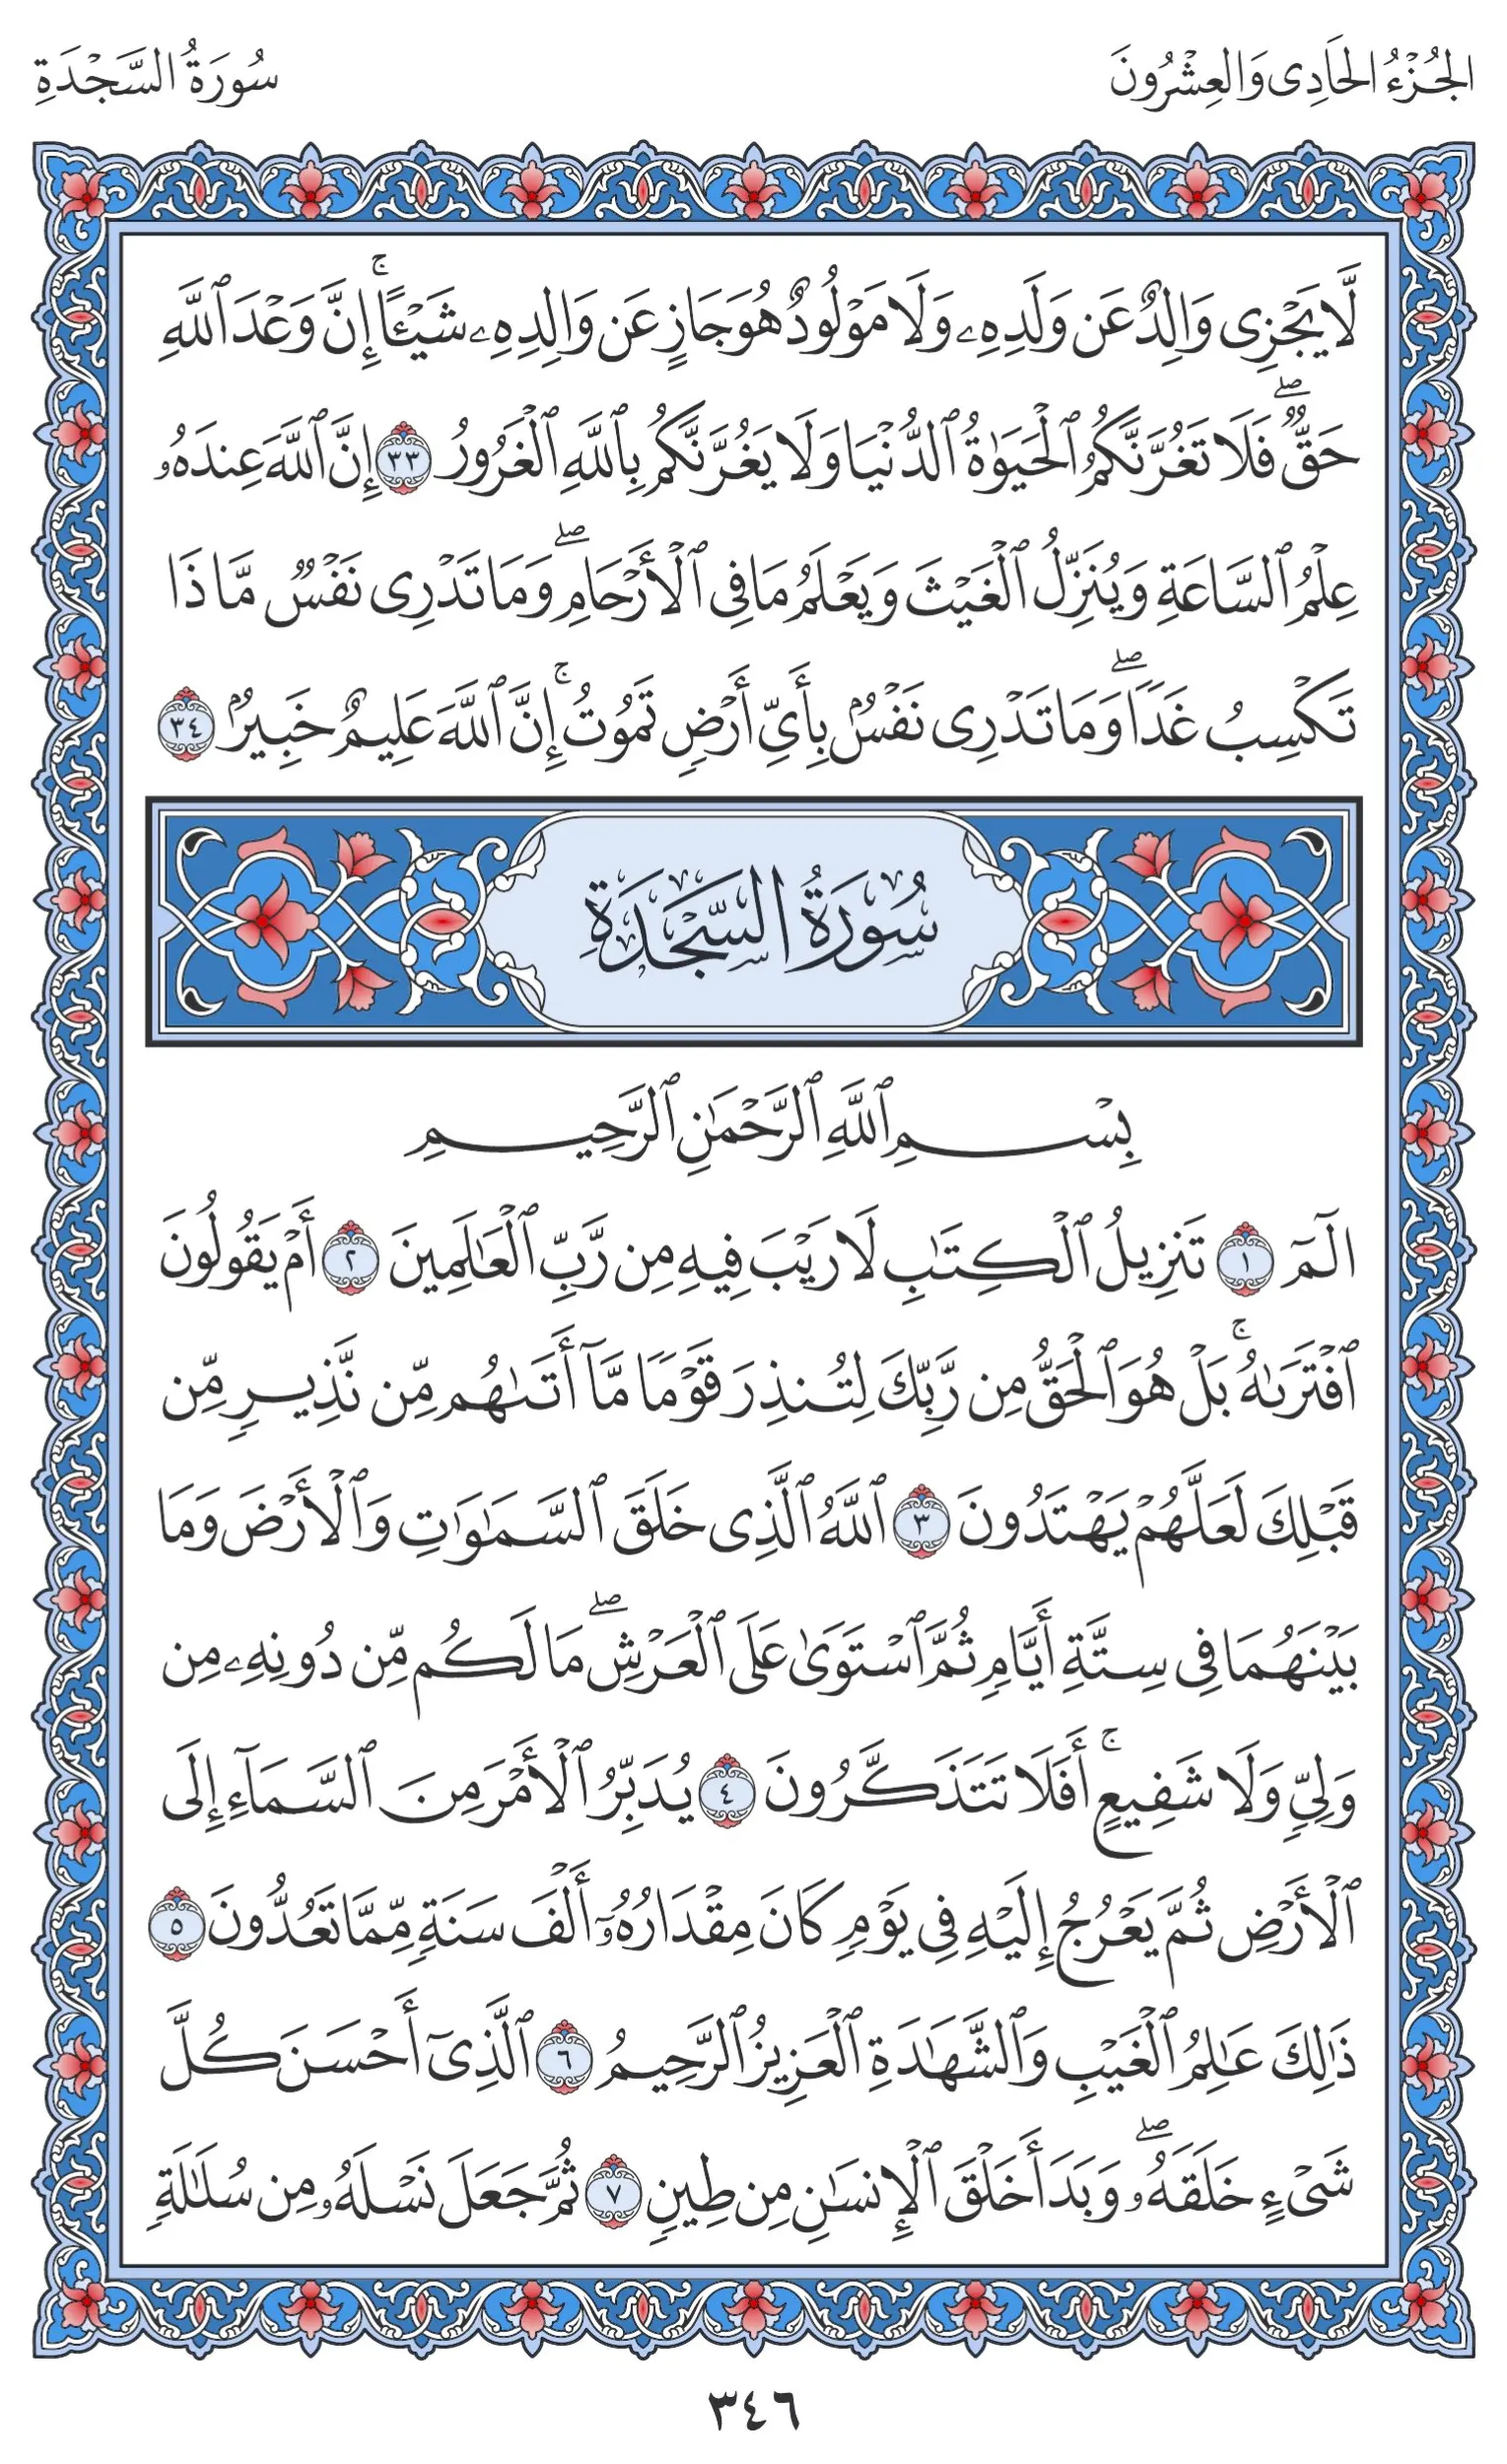 الجُزْءُ الحَادِى وَالعِشْرُونَ
سُورَةُ السَّجْدَةِ
لَّا يَجْزِى وَالِدٌ عَن وَلَدِهِۦ وَلَا مَوْلُودٌ هُوَ جَازٍ عَن وَالِدِهِۦ شَيْـًٔا ۚ إِنَّ وَعْدَ ٱللَّهِ
حَقٌّ ۖ فَلَا تَغُرَّنَّكُمُ ٱلْحَيَوٰةُ ٱلدُّنْيَا وَلَا يَغُرَّنَّكُم بِٱللَّهِ ٱلْغَرُورُ ٣٣ إِنَّ ٱللَّهَ عِندَهُۥ
عِلْمُ ٱلسَّاعَةِ وَيُنَزِّلُ ٱلْغَيْثَ وَيَعْلَمُ مَا فِى ٱلْأَرْحَامِ ۖ وَمَا تَدْرِى نَفْسٌ مَّاذَا
تَكْسِبُ غَدًا ۖ وَمَا تَدْرِى نَفْسٌۢ بِأَىِّ أَرْضٍ تَمُوتُ ۚ إِنَّ ٱللَّهَ عَلِيمٌ خَبِيرٌۢ ٣٤
سُورَةُ السَّجْدَةِ
بِسْمِ ٱللَّهِ ٱلرَّحْمَٰنِ ٱلرَّحِيمِ
الٓمٓ ١ تَنزِيلُ ٱلْكِتَٰبِ لَا رَيْبَ فِيهِ مِن رَّبِّ ٱلْعَٰلَمِينَ ٢ أَمْ يَقُولُونَ
ٱفْتَرَىٰهُ ۚ بَلْ هُوَ ٱلْحَقُّ مِن رَّبِّكَ لِتُنذِرَ قَوْمًا مَّآ أَتَىٰهُم مِّن نَّذِيرٍ مِّن
قَبْلِكَ لَعَلَّهُمْ يَهْتَدُونَ ٣ ٱللَّهُ ٱلَّذِى خَلَقَ ٱلسَّمَٰوَٰتِ وَٱلْأَرْضَ وَمَا
بَيْنَهُمَا فِى سِتَّةِ أَيَّامٍ ثُمَّ ٱسْتَوَىٰ عَلَى ٱلْعَرْشِ ۖ مَا لَكُم مِّن دُونِهِۦ مِن
وَلِىٍّ وَلَا شَفِيعٍ ۚ أَفَلَا تَتَذَكَّرُونَ ٤ يُدَبِّرُ ٱلْأَمْرَ مِنَ ٱلسَّمَآءِ إِلَى
ٱلْأَرْضِ ثُمَّ يَعْرُجُ إِلَيْهِ فِى يَوْمٍ كَانَ مِقْدَارُهُۥٓ أَلْفَ سَنَةٍ مِّمَّا تَعُدُّونَ ٥
ذَٰلِكَ عَٰلِمُ ٱلْغَيْبِ وَٱلشَّهَٰدَةِ ٱلْعَزِيزُ ٱلرَّحِيمُ ٦ ٱلَّذِىٓ أَحْسَنَ كُلَّ
شَىْءٍ خَلَقَهُۥ ۖ وَبَدَأَ خَلْقَ ٱلْإِنسَٰنِ مِن طِينٍ ٧ ثُمَّ جَعَلَ نَسْلَهُۥ مِن سُلَٰلَةٍ
٣٤٦